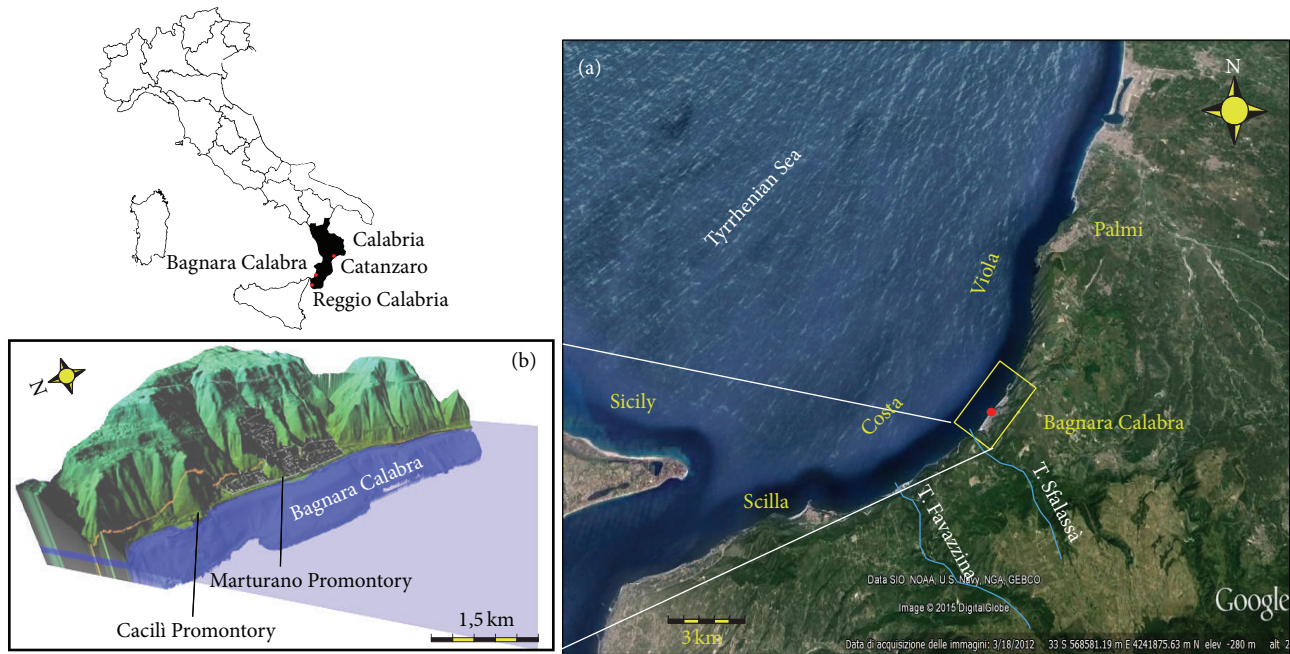 Calabria
Bagnara Calabra
Catanzaro
Reggio Calabria
(b)
N
Bagnara Calabra
Marturano Promontory
Cacilì Promontory
1,5 km
(a)
N
Tyrrhenian Sea
Palmi
Viola
Sicily
Costa
Bagnara Calabra
Scilla
T. Sfalassà
T Favazzina
Data SIO, NOAA, U.S. Navy, NGA, GEBCO
Image © 2015 DigitalGlobe
Google
3 km
Data di acquisizione delle immagini: 3/18/2012 33 S 568581.19 m E 4241875.63 m N elev -280 m alt 2